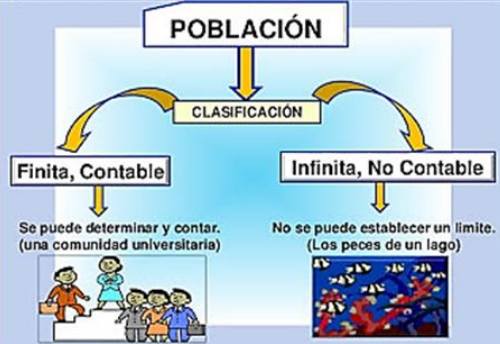 POBLACIÓN
CLASIFICACIÓN
Finita, Contable
Infinita, No Contable
Se puede determinar y contar.
(una comunidad universitaria)
No se puede establecer un limite.
(Los peces de un lago)